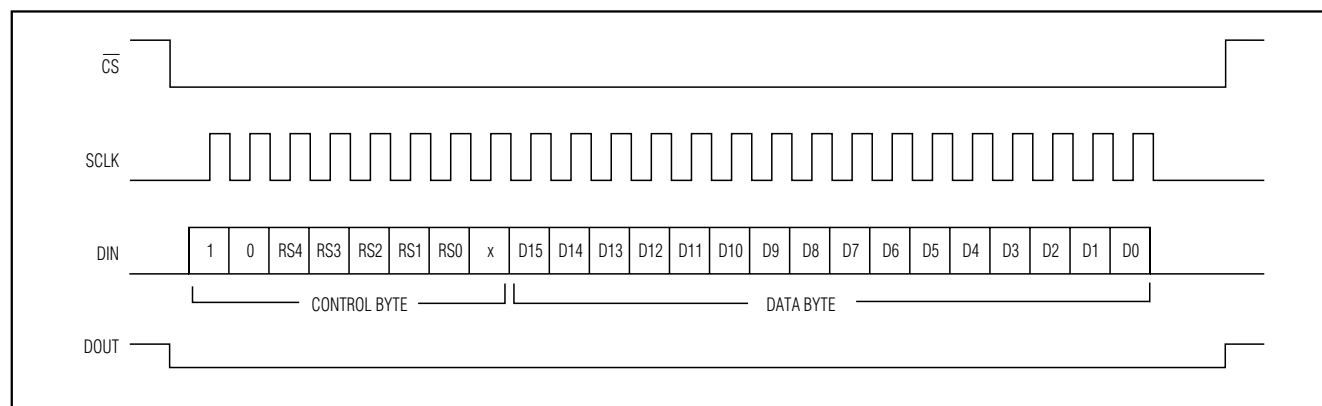 C̅S̅
SCLK
DIN 1 0 RS4 RS3 RS2 RS1 RS0 x D15 D14 D13 D12 D11 D10 D9 D8 D7 D6 D5 D4 D3 D2 D1 D0
CONTROL BYTE DATA BYTE
DOUT